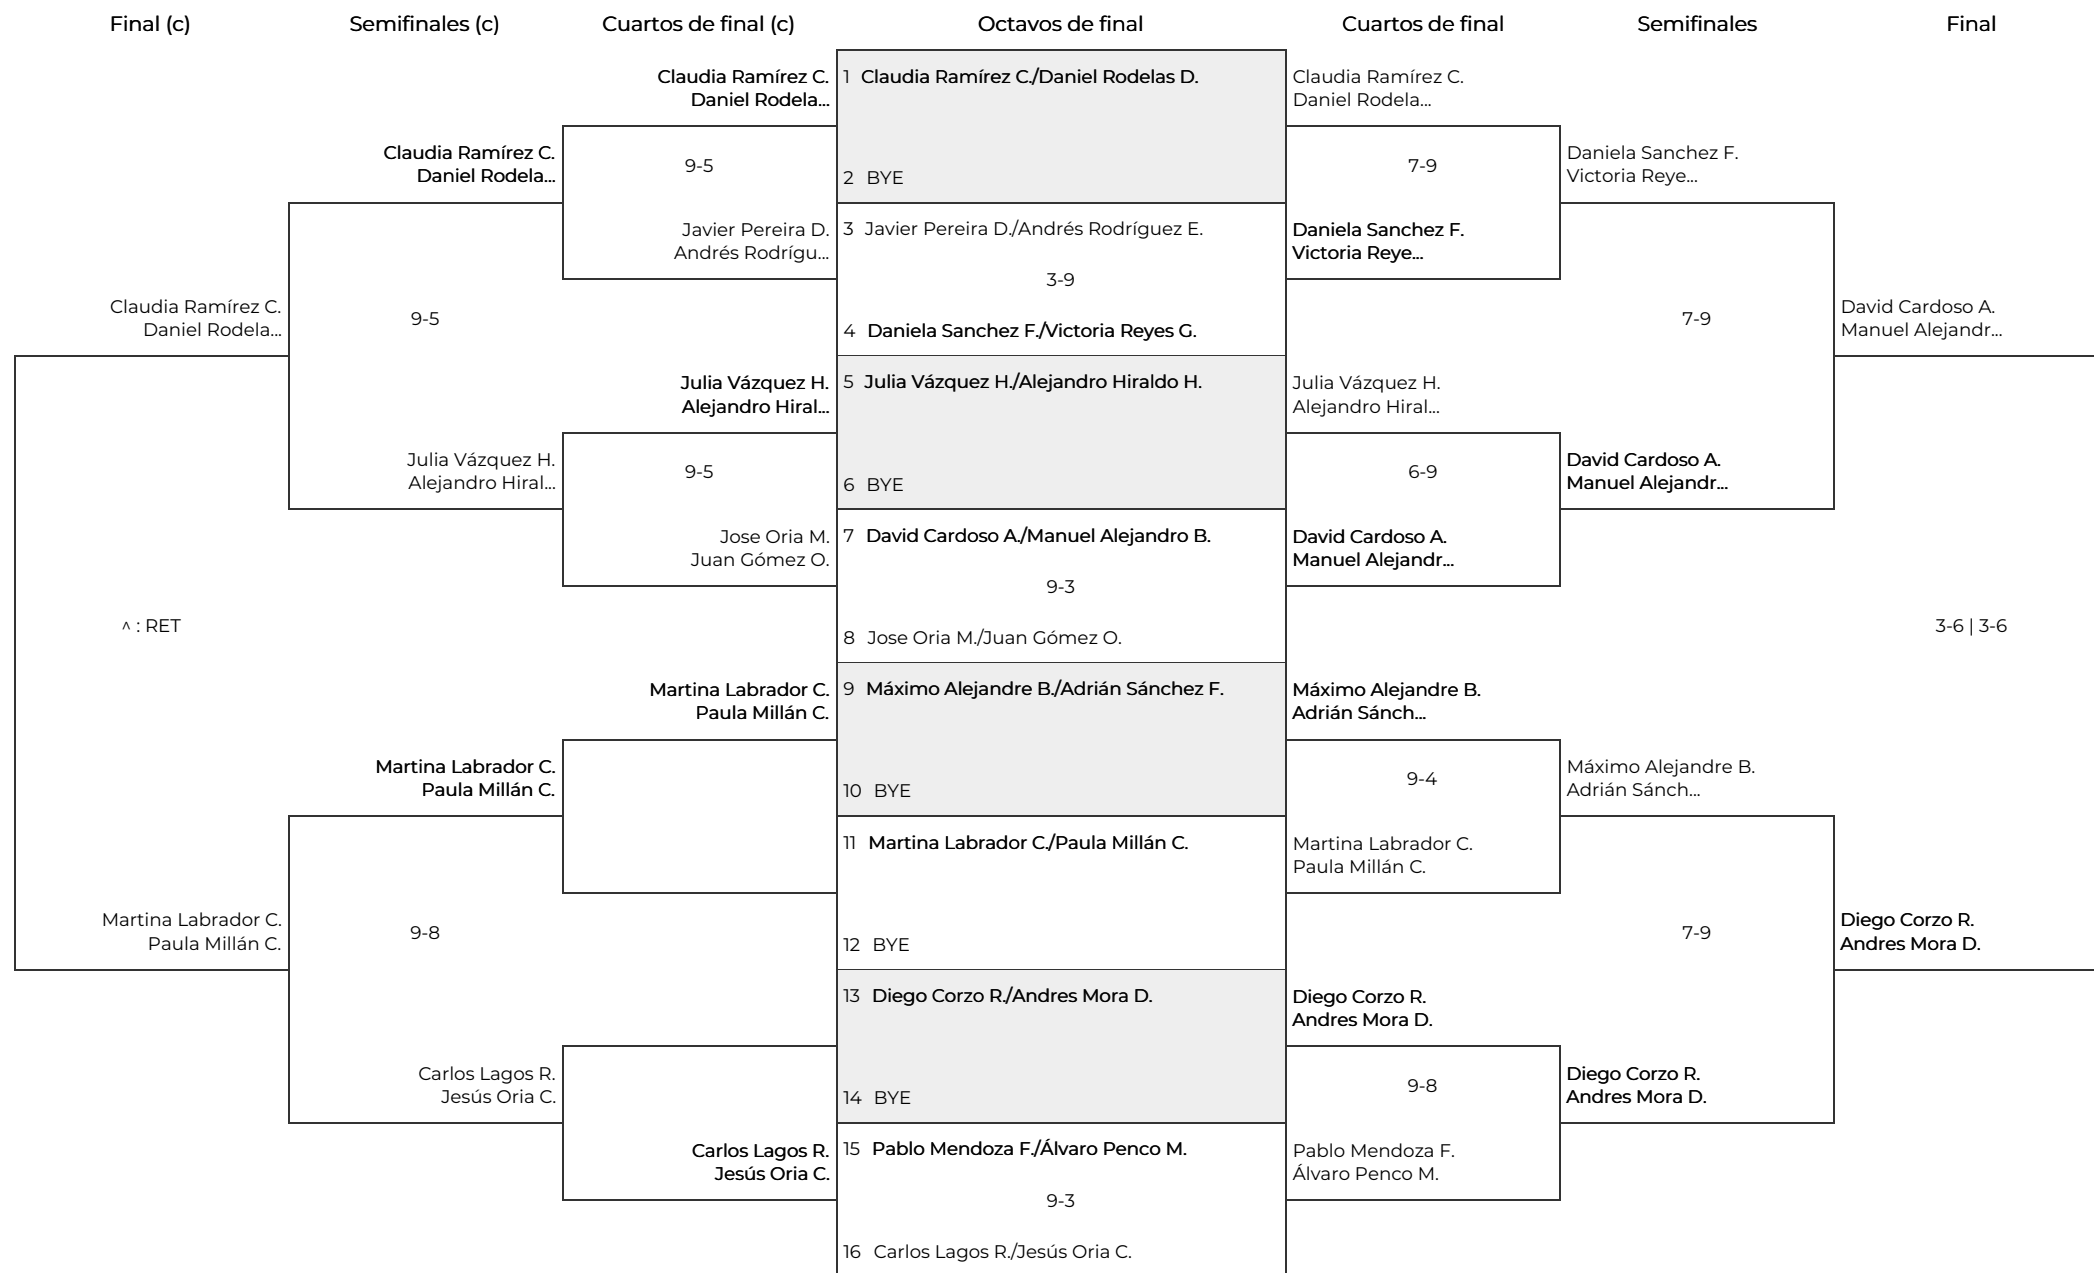 Final (c)
Semifinales (c)
Cuartos de final (c)
Octavos de final
Cuartos de final
Semifinales
Final
Claudia Ramírez C.
Daniel Rodelas...
Claudia Ramírez C.
Daniel Rodela...
9-5
Javier Pereira D.
Andrés Rodrígu...
Claudia Ramírez C.
Daniel Rodela...
9-5
Julia Vázquez H.
Alejandro Hiral...
Julia Vázquez H.
Alejandro Hiral...
9-5
Jose Oria M.
Juan Gómez O.
^ : RET
Martina Labrador C.
Paula Millán C.
Martina Labrador C.
Paula Millán C.
Martina Labrador C.
Paula Millán C.
9-8
Carlos Lagos R.
Jesús Oria C.
Carlos Lagos R.
Jesús Oria C.
1 Claudia Ramírez C./Daniel Rodelas D.
2 BYE
3 Javier Pereira D./Andrés Rodríguez E.
3-9
4 Daniela Sanchez F./Victoria Reyes G.
5 Julia Vázquez H./Alejandro Hiraldo H.
6 BYE
7 David Cardoso A./Manuel Alejandro B.
9-3
8 Jose Oria M./Juan Gómez O.
9 Máximo Alejandre B./Adrián Sánchez F.
10 BYE
11 Martina Labrador C./Paula Millán C.
12 BYE
13 Diego Corzo R./Andres Mora D.
14 BYE
15 Pablo Mendoza F./Álvaro Penco M.
9-3
16 Carlos Lagos R./Jesús Oria C.
Claudia Ramírez C.
Daniel Rodela...
7-9
Daniela Sanchez F.
Victoria Reye...
Daniela Sanchez F.
Victoria Reye...
7-9
Julia Vázquez H.
Alejandro Hiral...
6-9
David Cardoso A.
Manuel Alejandr...
David Cardoso A.
Manuel Alejandr...
David Cardoso A.
Manuel Alejandr...
3-6 | 3-6
Máximo Alejandre B.
Adrián Sánch...
9-4
Martina Labrador C.
Paula Millán C.
Máximo Alejandre B.
Adrián Sánch...
7-9
Diego Corzo R.
Andres Mora D.
9-8
Pablo Mendoza F.
Álvaro Penco M.
Diego Corzo R.
Andres Mora D.
Diego Corzo R.
Andres Mora D.